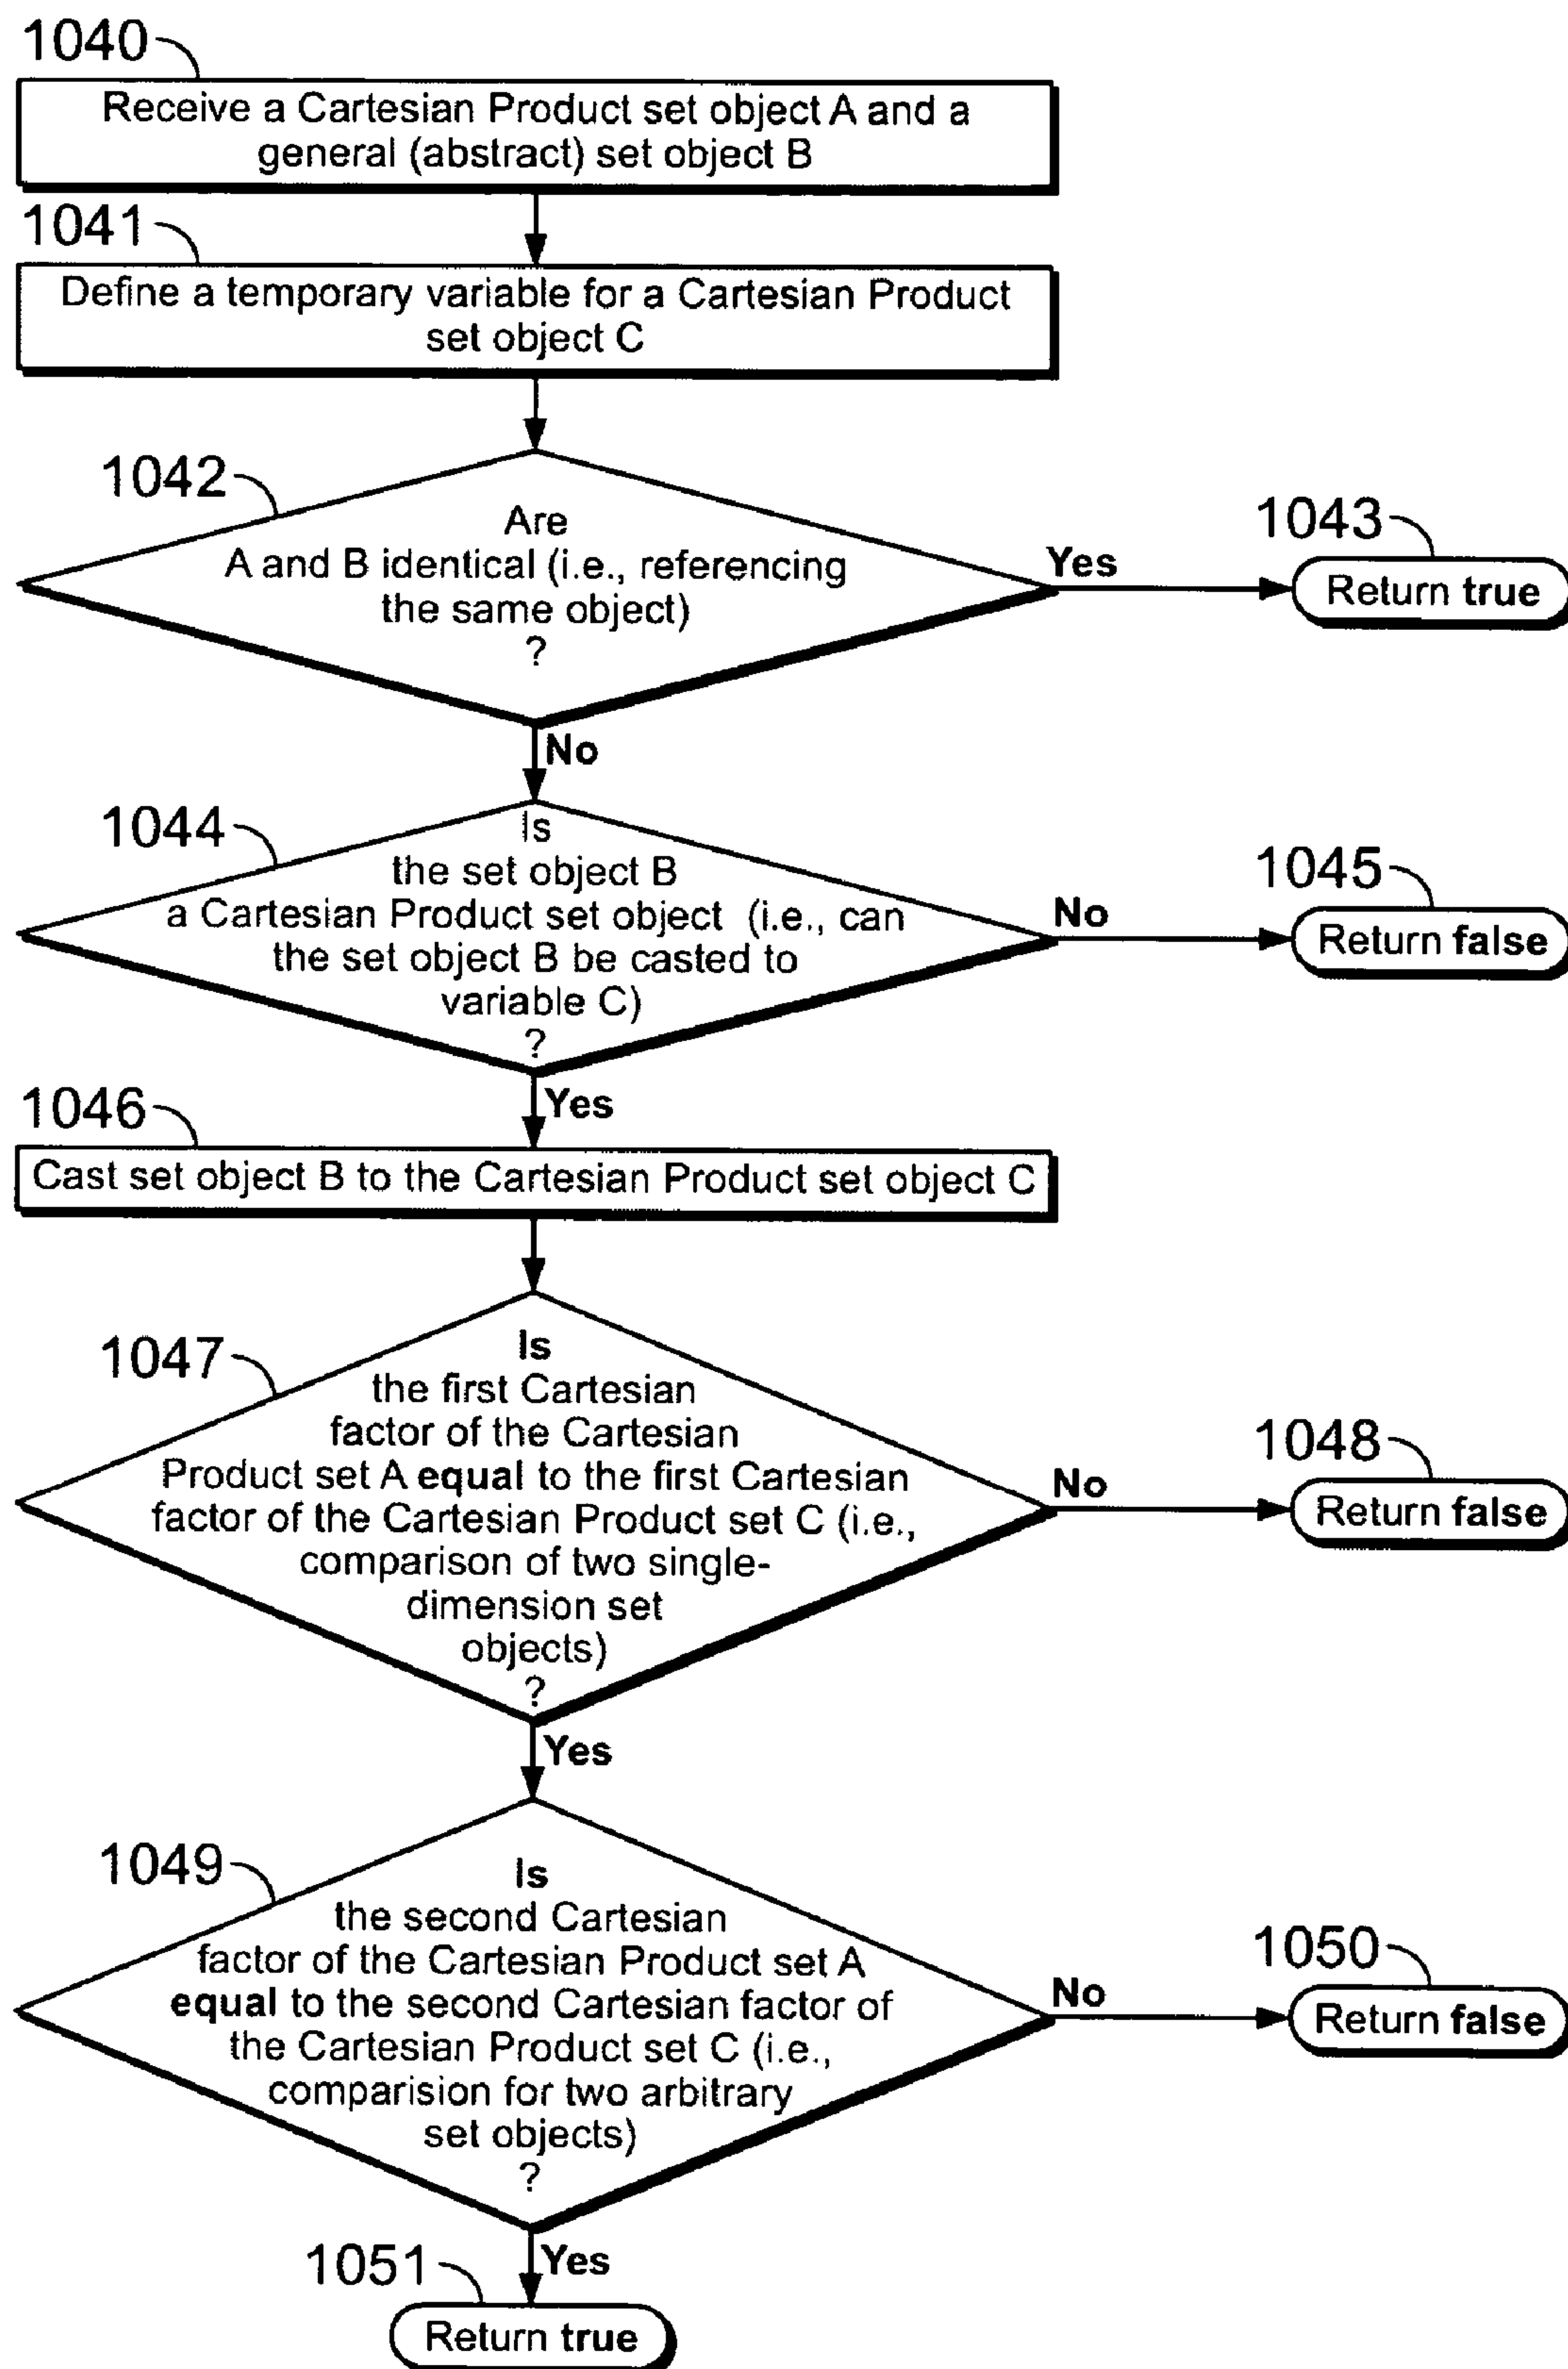 1040
Receive a Cartesian Product set object A and a
general (abstract) set object B
1041
Define a temporary variable for a Cartesian Product
set object C
1042
Are
A and B identical (i.e., referencing
the same object)
?
Yes
1043
Return true
No
1044
Is
the set object B
a Cartesian Product set object (i.e., can
the set object B be casted to
variable C)
?
No
1045
Return false
Yes
1046
Cast set object B to the Cartesian Product set object C
1047
Is
the first Cartesian
factor of the Cartesian
Product set A equal to the first Cartesian
factor of the Cartesian Product set C (i.e.,
comparison of two single-
dimension set
objects)
?
No
1048
Return false
Yes
1049
Is
the second Cartesian
factor of the Cartesian Product set A
equal to the second Cartesian factor of
the Cartesian Product set C (i.e.,
comparision for two arbitrary
set objects)
?
No
1050
Return false
Yes
1051
Return true